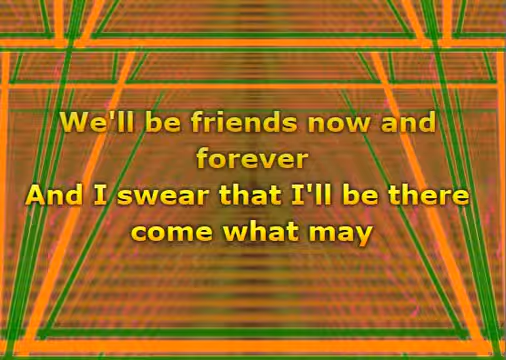 We'll be friends now and
forever
And I swear that I'll be there
come what may